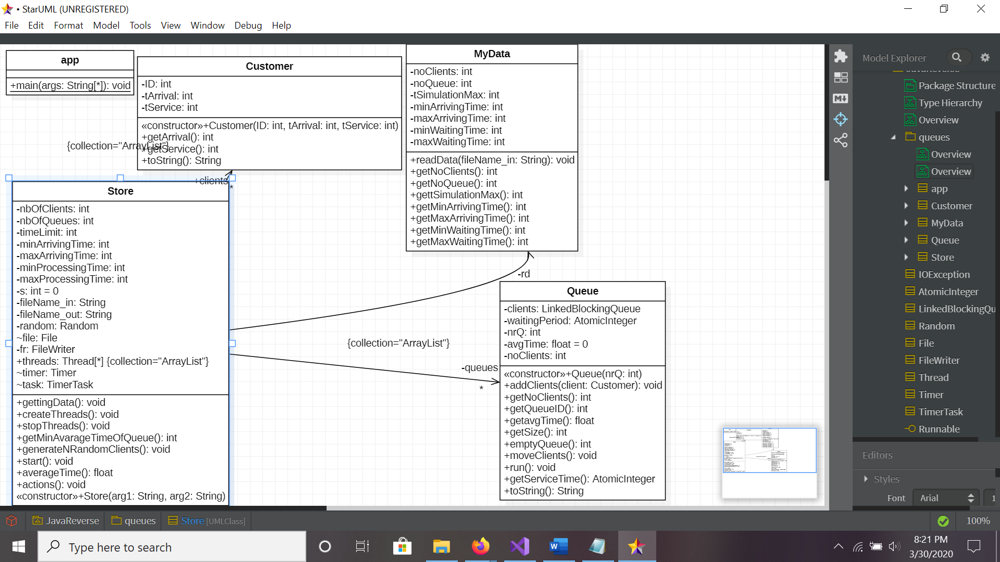 • StarUML (UNREGISTERED)
File Edit Format Model Tools View Window Debug Help
app
+main(args: String[*]): void
Customer
-ID: int
-tArrival: int
-tService: int
«constructor»+Customer(ID: int, tArrival: int, tService: int)
+getArrival(): int
+getService(): int
+toString(): String
{collection="ArrayList"}
+clients
*
MyData
-noClients: int
-noQueue: int
-tSimulationMax: int
-minArrivingTime: int
-maxArrivingTime: int
-minWaitingTime: int
-maxWaitingTime: int
+readData(fileName_in: String): void
+getNoClients(): int
+getNoQueue(): int
+gettSimulationMax(): int
+getMinArrivingTime(): int
+getMaxArrivingTime(): int
+getMinWaitingTime(): int
+getMaxWaitingTime(): int
Store
-nbOfClients: int
-nbOfQueues: int
-timeLimit: int
-minArrivingTime: int
-maxArrivingTime: int
-minProcessingTime: int
-maxProcessingTime: int
-s: int = 0
-fileName_in: String
-fileName_out: String
-random: Random
~file: File
-fr: FileWriter
+threads: Thread[*] {collection="ArrayList"}
~timer: Timer
~task: TimerTask
+gettingData(): void
+createThreads(): void
+stopThreads(): void
+getMinAvarageTimeOfQueue(): int
+generateNRandomClients(): void
+start(): void
+averageTime(): float
+actions(): void
«constructor»+Store(arg1: String, arg2: String)
-rd
{collection="ArrayList"}
-queues
*
Queue
-clients: LinkedBlockingQueue
-waitingPeriod: AtomicInteger
-nrQ: int
-avgTime: float = 0
-noClients: int
«constructor»+Queue(nrQ: int)
+addClients(client: Customer): void
+getNoClients(): int
+getQueueID(): int
+getavgTime(): float
+getSize(): int
+emptyQueue(): int
+moveClients(): void
+run(): void
+getServiceTime(): AtomicInteger
+toString(): String
Model Explorer
JavaReverse
Package Structure
Type Hierarchy
Overview
queues
Overview
Overview
app
Customer
MyData
Queue
Store
IOException
AtomicInteger
LinkedBlockingQu
Random
File
FileWriter
Thread
Timer
TimerTask
Runnable
Editors
Styles
Font Arial 1
JavaReverse queues Store [UMLClass]
100%
Type here to search
8:21 PM
3/30/2020